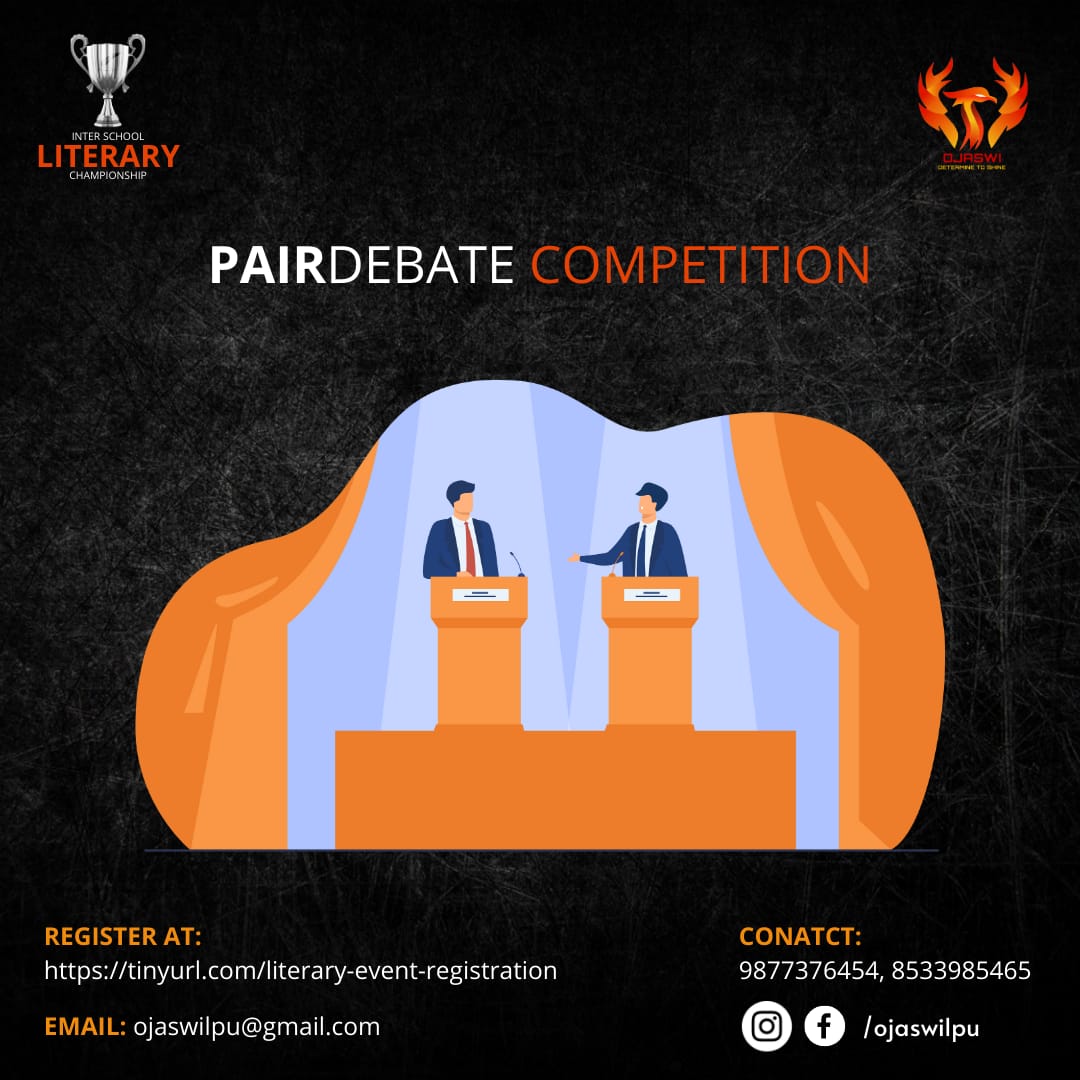 INTER SCHOOL
LITERARY
CHAMPIONSHIP
OJASWI
DETERMINE TO SHINE
PAIRDEBATE COMPETITION
REGISTER AT:
https://tinyurl.com/literary-event-registration
EMAIL: ojaswilpu@gmail.com
CONATCT:
9877376454, 8533985465
/ojaswilpu